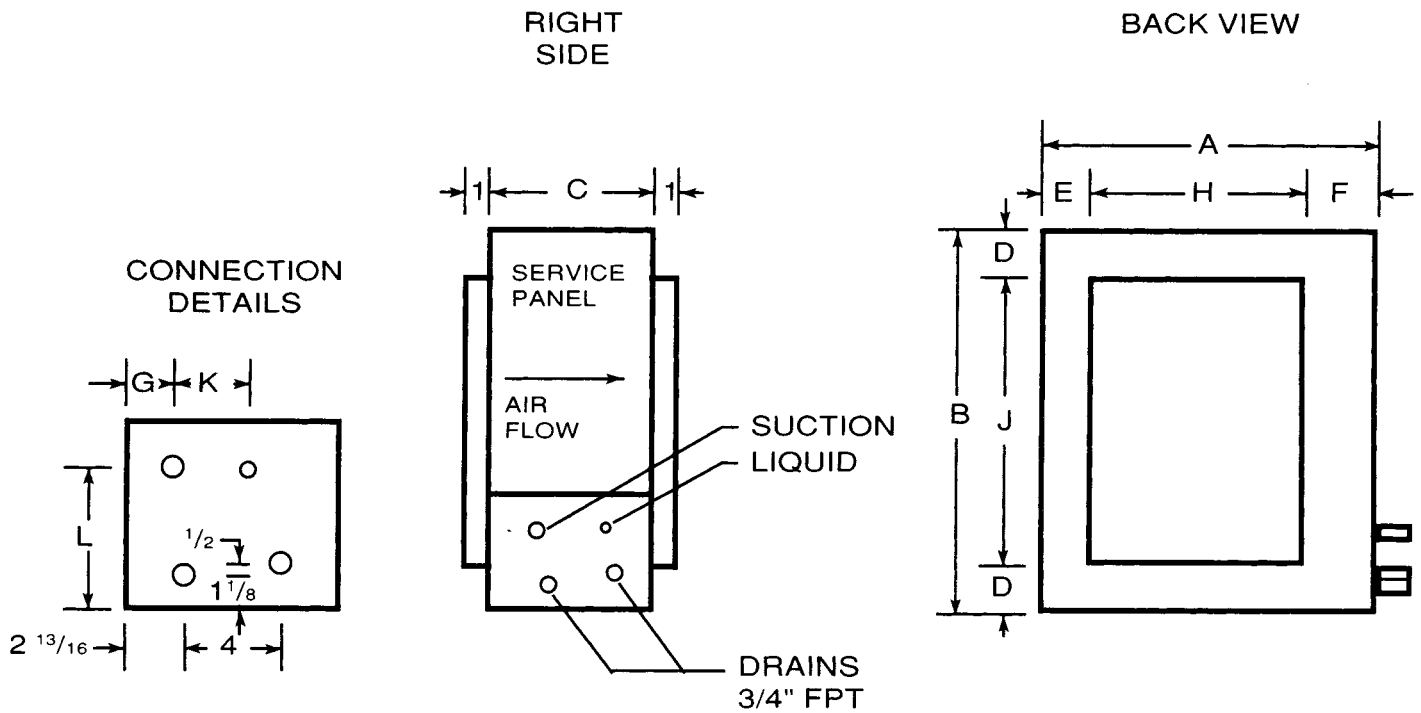 RIGHT
SIDE
BACK VIEW
A
1
C
1
E
H
F
D
CONNECTION
DETAILS
SERVICE
PANEL
G
K
AIR
FLOW
B
J
SUCTION
LIQUID
L
1/2
1 1/8
D
2 13/16
4
DRAINS
3/4" FPT